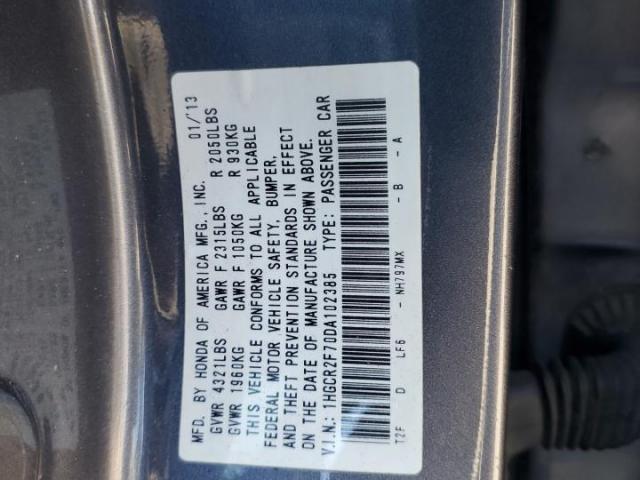 MFD. BY HONDA OF AMERICA MFG., INC. 01/'13
GVWR 4321LBS GAWR F 2315LBS R 2050LBS
GVWR 1960KG GAWR F 1050KG R 930KG
THIS VEHICLE CONFORMS TO ALL APPLICABLE
FEDERAL MOTOR VEHICLE SAFETY, BUMPER,
AND THEFT PREVENTION STANDARDS IN EFFECT
ON THE DATE OF MANUFACTURE SHOWN ABOVE.
V.I.N.: 1HGCR2F70DA102385 TYPE: PASSENGER CAR
T2F D LF6 - NH797MX - B - A